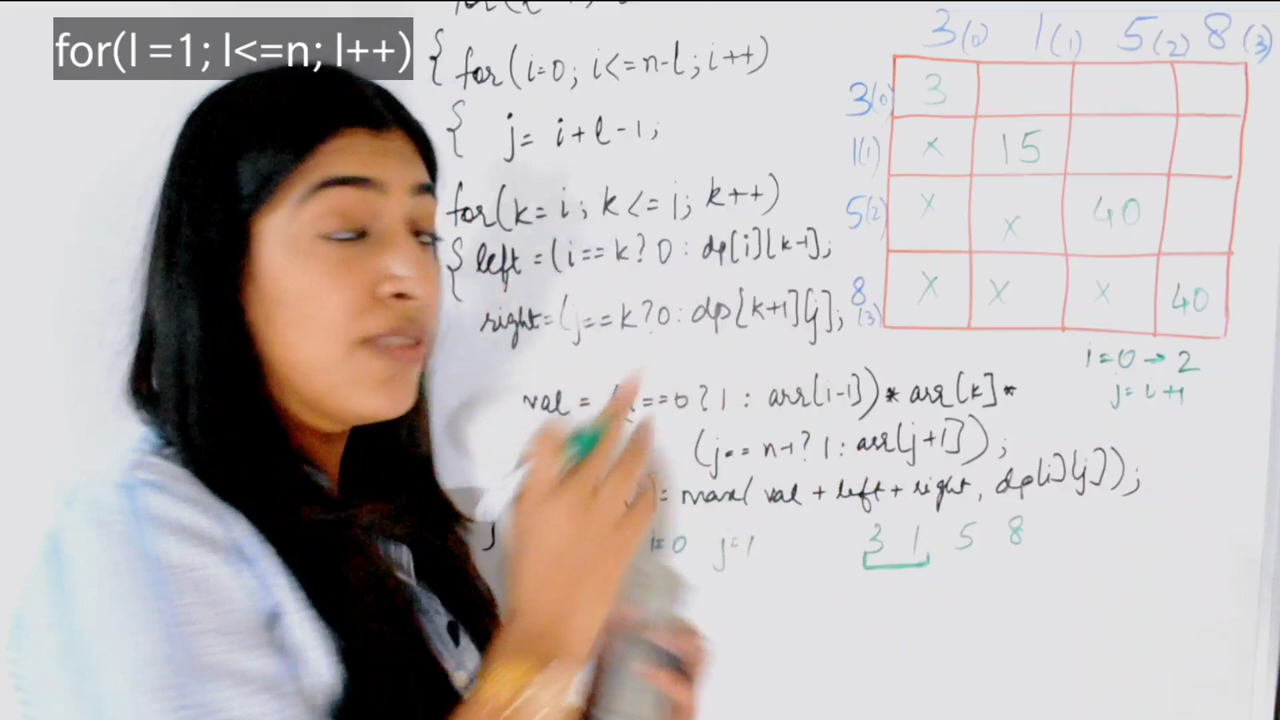 for(l =1; l<=n; l++)
{ for(i=0; i<=n-l; i++)
{ j= i+l-1;
for(k= i; k<=j; k++)
{ left = (i==k? 0 : dp[i][k-1];
right=(j==k?0: dp[k+1][j];
val = ==0? 1 : arr[i-1])* arr[k]*
(j== n-1? 1: arr[j+1]);
= max( val + left + right, dp[i][j]);
=0 j=1
3 1 5 8
3(0) 1(1) 5(2) 8(3)
3(0) 3
1(1) x 15
5(2) x x 40
8(3) x x x 40
i=0→2
j=i+1